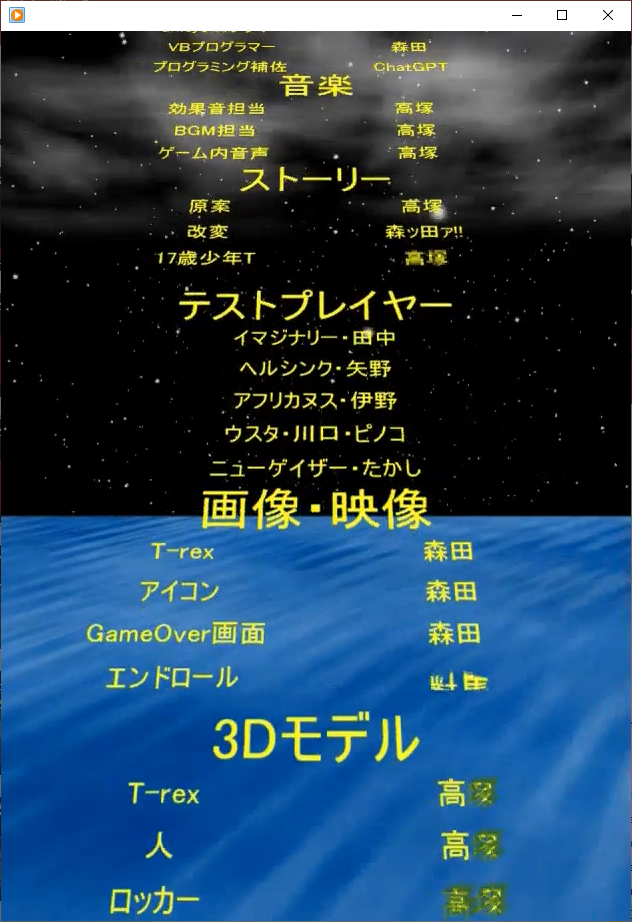 VBプログラマー 森田
プログラミング補佐 ChatGPT
音楽
効果音担当 高塚
BGM担当 高塚
ゲーム内音声 高塚
ストーリー
原案 高塚
改変 森ッ田ァ!!
17歳少年T 高塚
テストプレイヤー
イマジナリー・田中
ヘルシンク・矢野
アフリカヌス・伊野
ウスタ・川口・ピノコ
ニューゲイザー・たかし
画像・映像
T-rex 森田
アイコン 森田
GameOver画面 森田
エンドロール
3Dモデル
T-rex 高塚
人 高塚
ロッカー 高塚